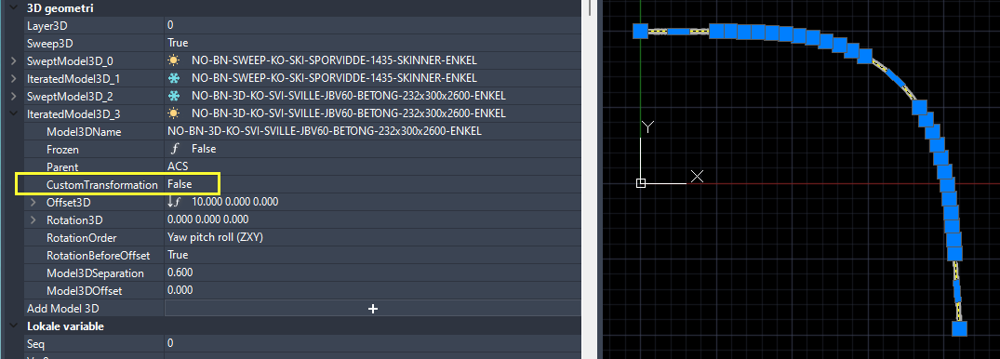 3D geometri
Layer3D 0
Sweep3D True
SweptModel3D_0 NO-BN-SWEEP-KO-SKI-SPORVIDDE-1435-SKINNER-ENKEL
IteratedModel3D_1 NO-BN-SWEEP-KO-SKI-SPORVIDDE-1435-SKINNER-ENKEL
SweptModel3D_2 NO-BN-3D-KO-SVI-SVILLE-JBV60-BETONG-232x300x2600-ENKEL
IteratedModel3D_3 NO-BN-3D-KO-SVI-SVILLE-JBV60-BETONG-232x300x2600-ENKEL
Model3DName NO-BN-3D-KO-SVI-SVILLE-JBV60-BETONG-232x300x2600-ENKEL
Frozen f False
Parent ACS
CustomTransformation False
Offset3D f 10.000 0.000 0.000
Rotation3D 0.000 0.000 0.000
RotationOrder Yaw pitch roll (ZXY)
RotationBeforeOffset True
Model3DSeparation 0.600
Model3DOffset 0.000
Add Model 3D +
Lokale variable
Seq 0
Y
X